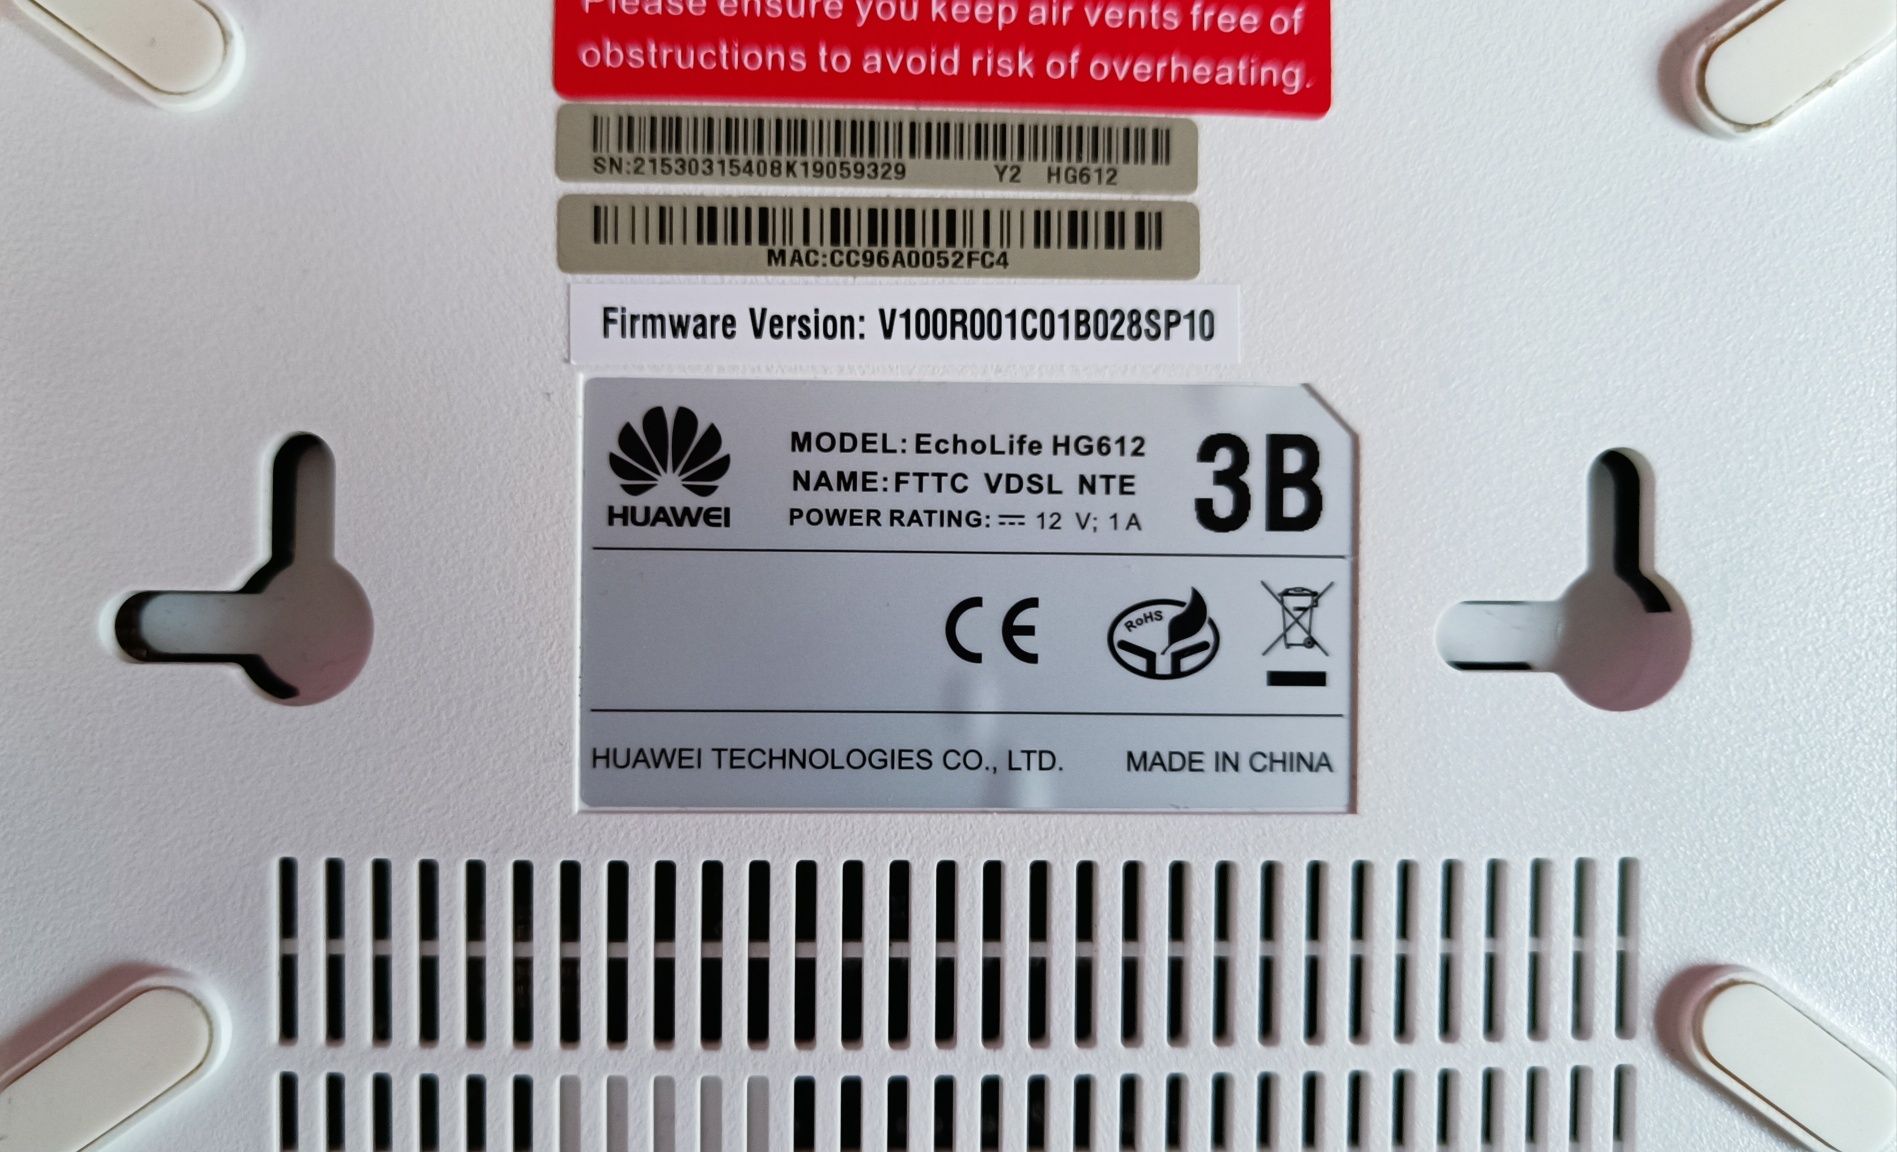 Please ensure you keep air vents free of
obstructions to avoid risk of overheating.
SN:21530315408K19059329 Y2 HG612
MAC:CC96A0052FC4
Firmware Version: V100R001C01B028SP10
HUAWEI
MODEL: EchoLife HG612
NAME:FTTC VDSL NTE
POWER RATING: ⎓ 12 V; 1A
3B
CE
RoHS
HUAWEI TECHNOLOGIES CO., LTD. MADE IN CHINA